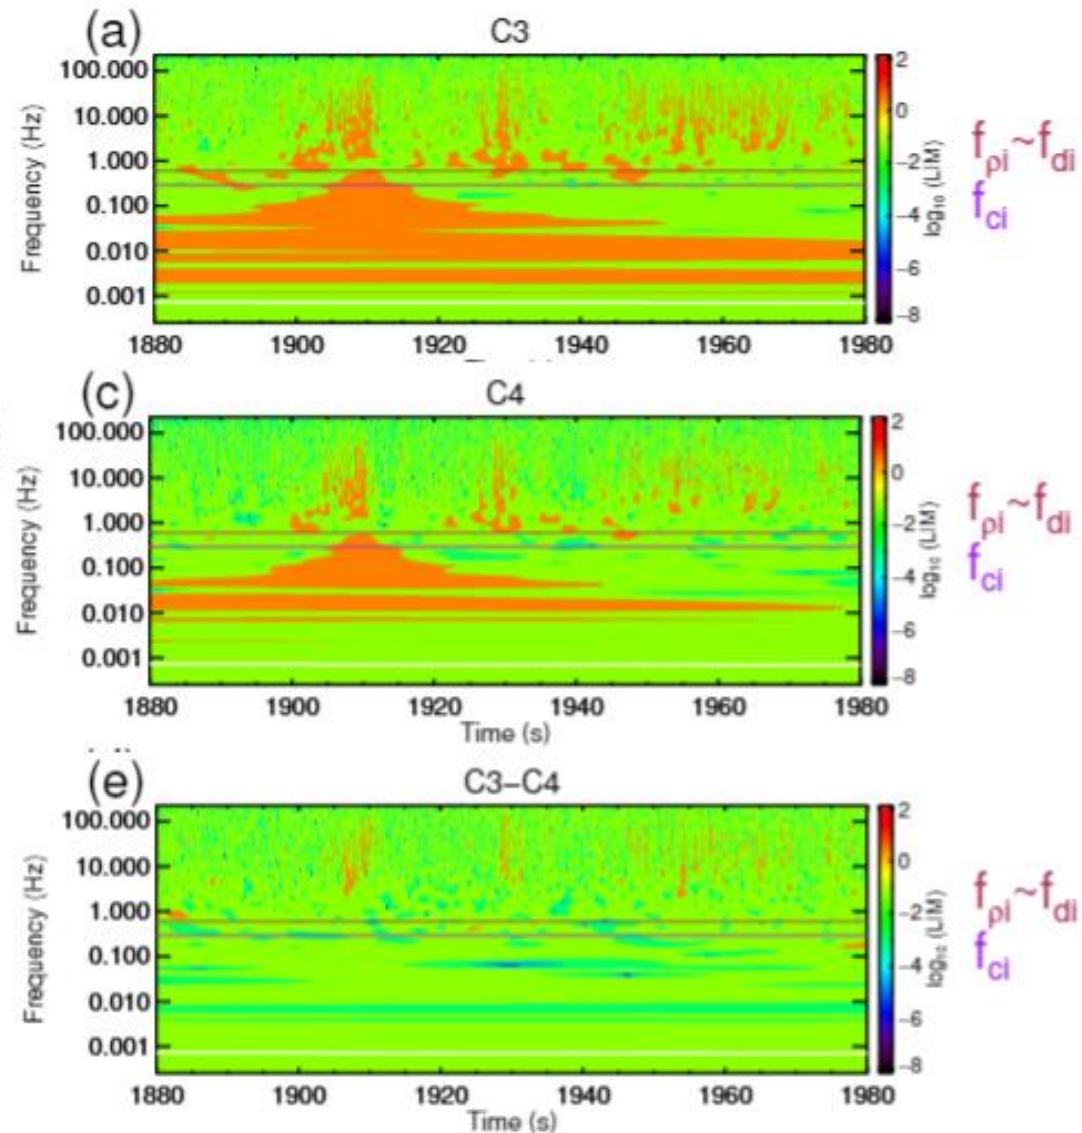 (a)
C3
Frequency (Hz)
100.000
10.000
1.000
0.100
0.010
0.001
1880 1900 1920 1940 1960 1980
2
0
−2
−4
−6
−8
log₁₀ (LIM)
fρi ~ fdi
fci
(c)
C4
Frequency (Hz)
100.000
10.000
1.000
0.100
0.010
0.001
1880 1900 1920 1940 1960 1980
Time (s)
2
0
−2
−4
−6
−8
log₁₀ (LIM)
fρi ~ fdi
fci
(e)
C3−C4
Frequency (Hz)
100.000
10.000
1.000
0.100
0.010
0.001
1880 1900 1920 1940 1960 1980
Time (s)
2
0
−2
−4
−6
−8
log₁₀ (LIM)
fρi ~ fdi
fci